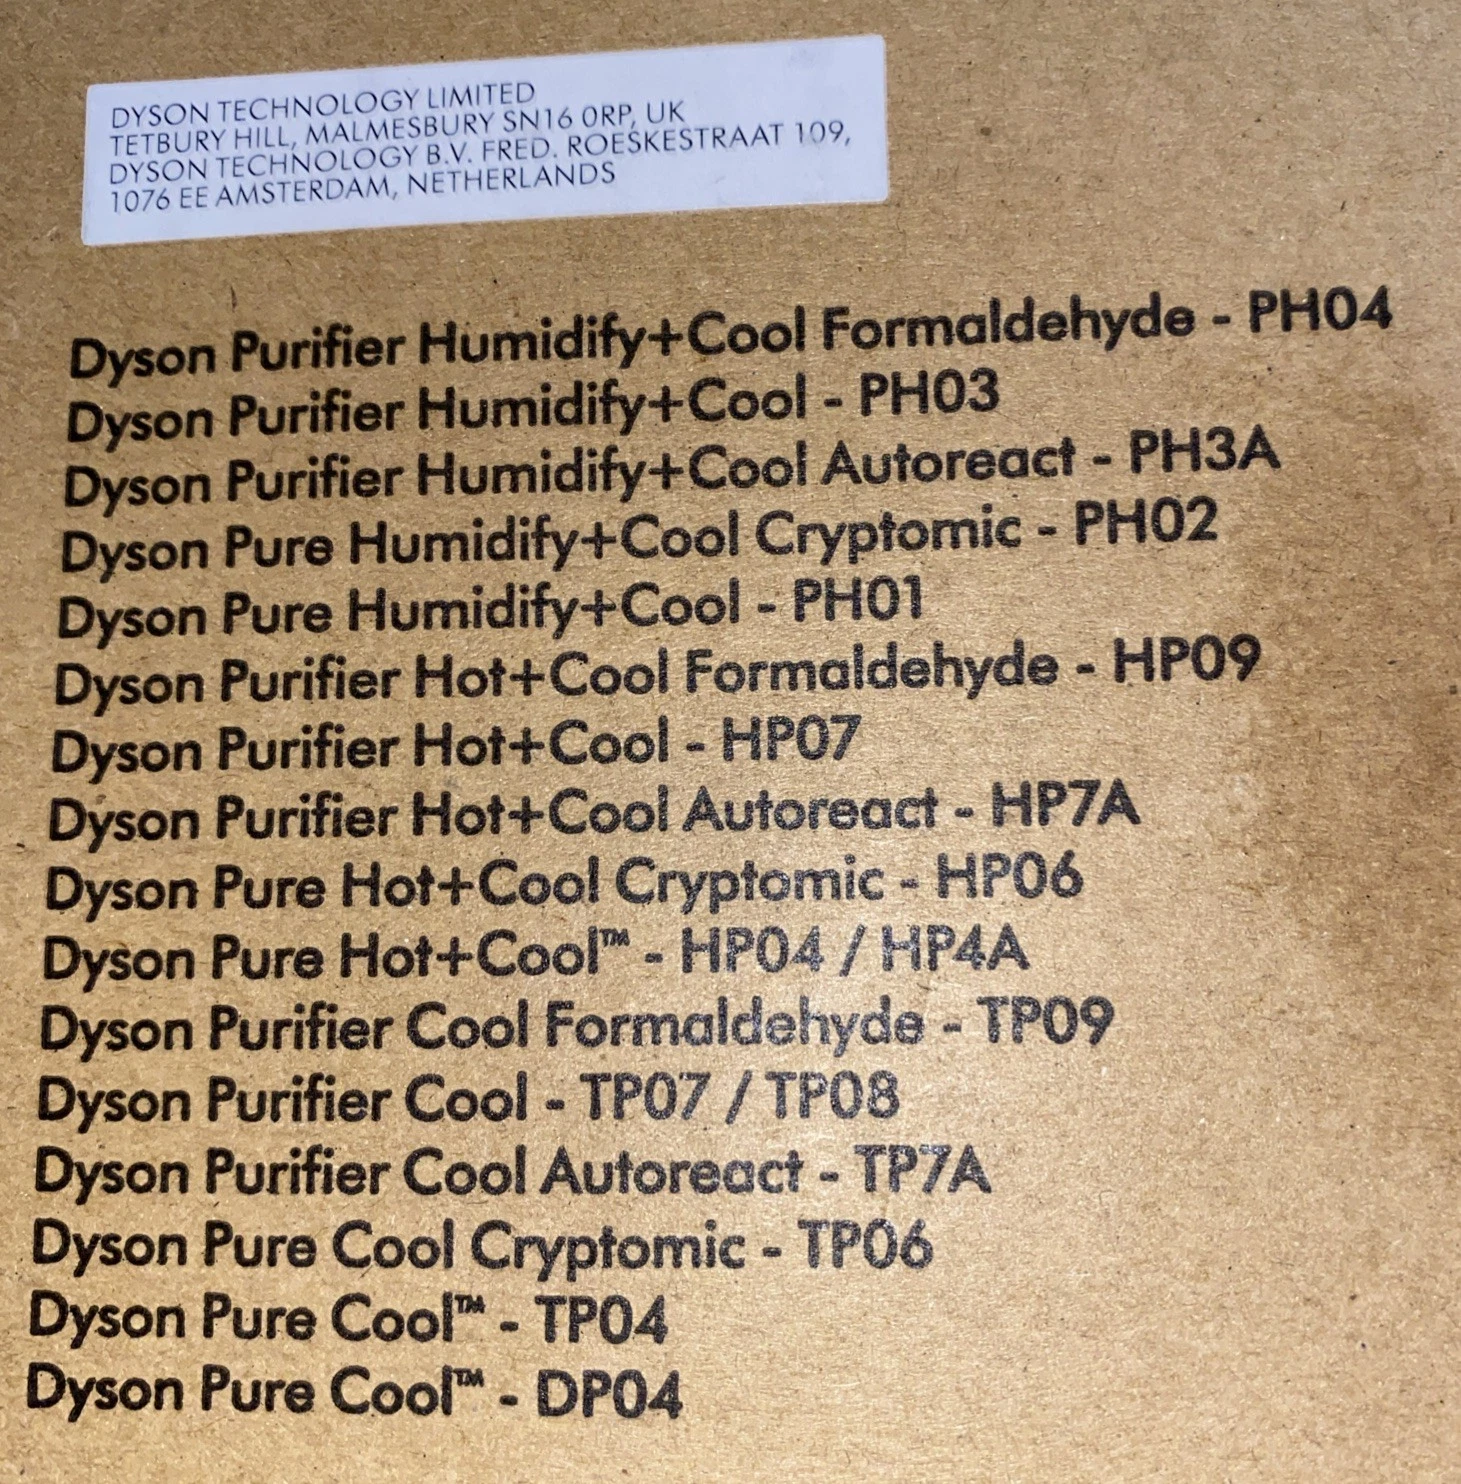 DYSON TECHNOLOGY LIMITED
TETBURY HILL, MALMESBURY SN16 0RP, UK
DYSON TECHNOLOGY B.V. FRED. ROESKESTRAAT 109,
1076 EE AMSTERDAM, NETHERLANDS
Dyson Purifier Humidify+Cool Formaldehyde - PH04
Dyson Purifier Humidify+Cool - PH03
Dyson Purifier Humidify+Cool Autoreact - PH3A
Dyson Pure Humidify+Cool Cryptomic - PH02
Dyson Pure Humidify+Cool - PH01
Dyson Purifier Hot+Cool Formaldehyde - HP09
Dyson Purifier Hot+Cool - HP07
Dyson Purifier Hot+Cool Autoreact - HP7A
Dyson Pure Hot+Cool Cryptomic - HP06
Dyson Pure Hot+Cool™ - HP04 / HP4A
Dyson Purifier Cool Formaldehyde - TP09
Dyson Purifier Cool - TP07 / TP08
Dyson Purifier Cool Autoreact - TP7A
Dyson Pure Cool Cryptomic - TP06
Dyson Pure Cool™ - TP04
Dyson Pure Cool™ - DP04